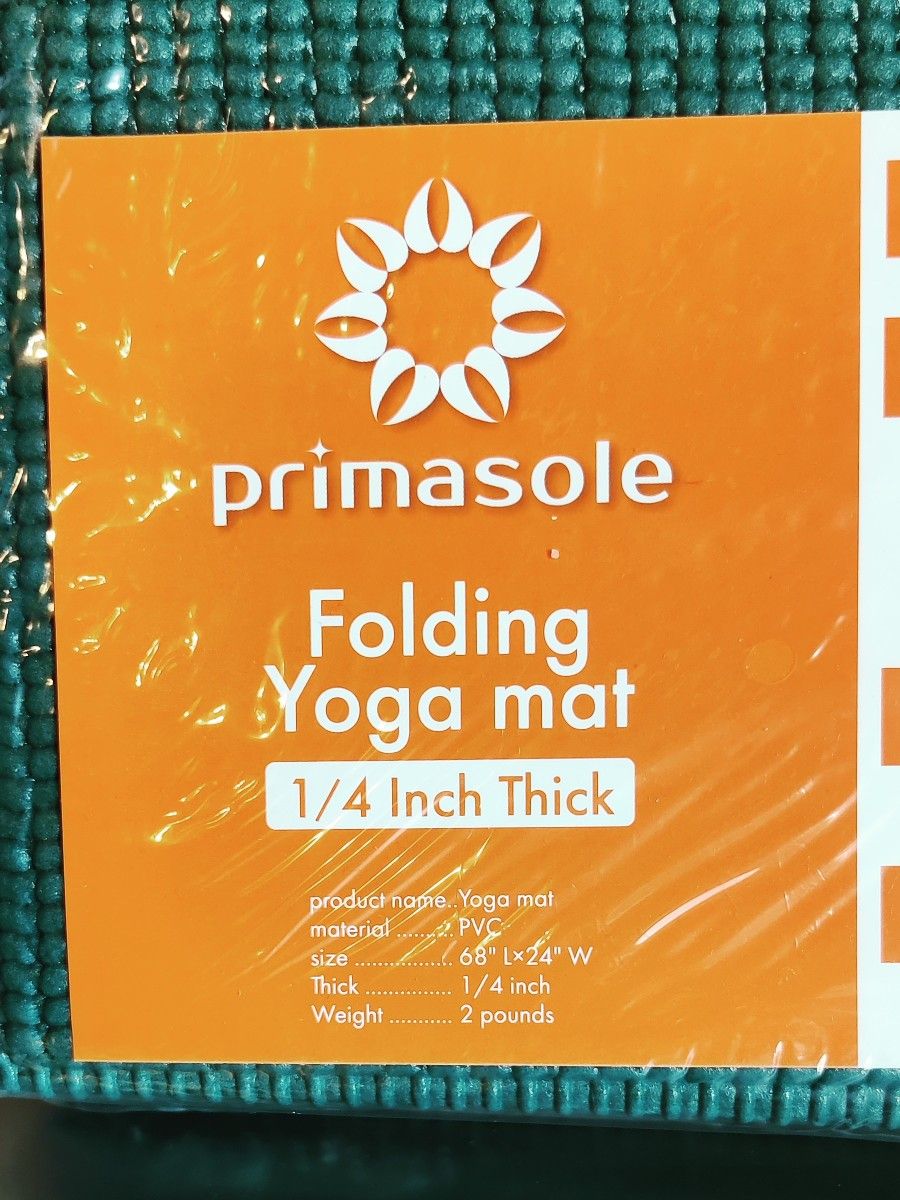 primasole
Folding
Yoga mat
1/4 Inch Thick
product name..Yoga mat
material .......... PVC
size ................. 68" L×24" W
Thick ............... 1/4 inch
Weight ........... 2 pounds